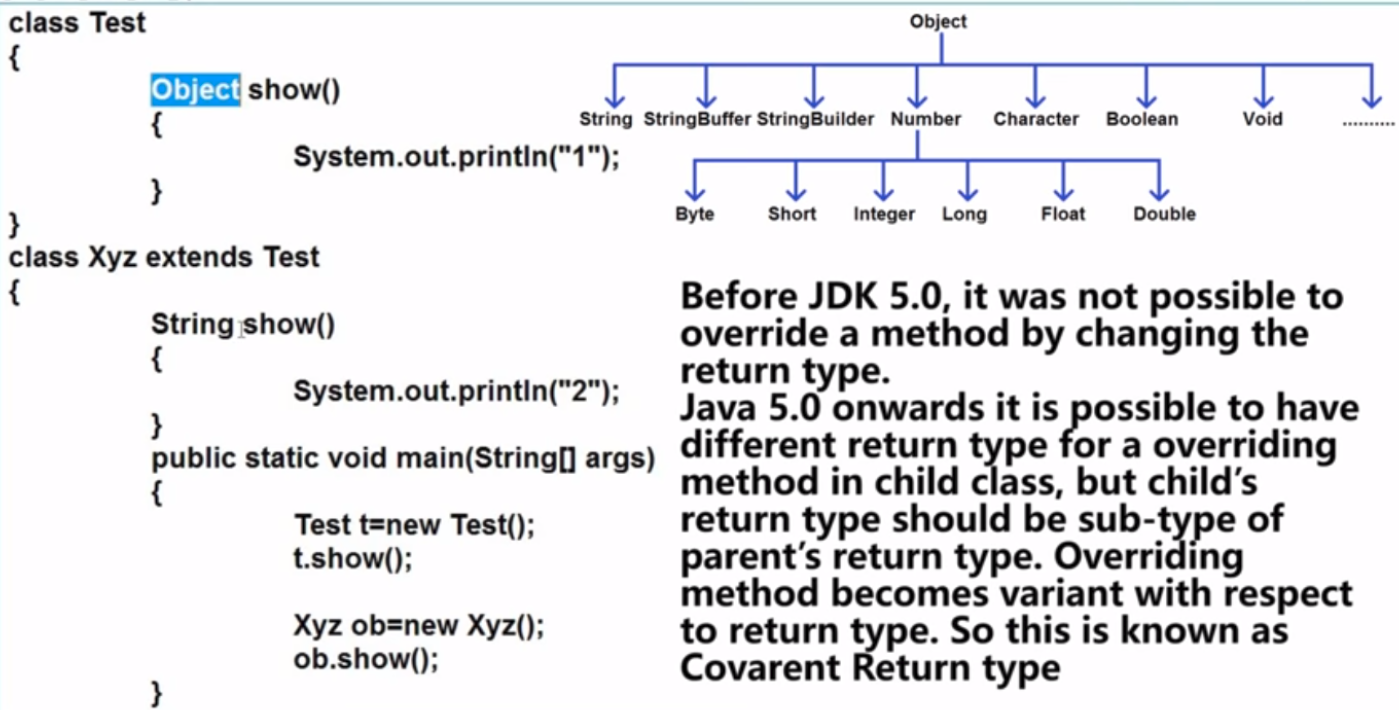 class Test
{
Object show()
{
System.out.println("1");
}
}
class Xyz extends Test
{
String show()
{
System.out.println("2");
}
public static void main(String[] args)
{
Test t=new Test();
t.show();
Xyz ob=new Xyz();
ob.show();
}
Object
String StringBuffer StringBuilder Number Character Boolean Void ..........
Byte Short Integer Long Float Double
Before JDK 5.0, it was not possible to
override a method by changing the
return type.
Java 5.0 onwards it is possible to have
different return type for a overriding
method in child class, but child's
return type should be sub-type of
parent's return type. Overriding
method becomes variant with respect
to return type. So this is known as
Covarent Return type